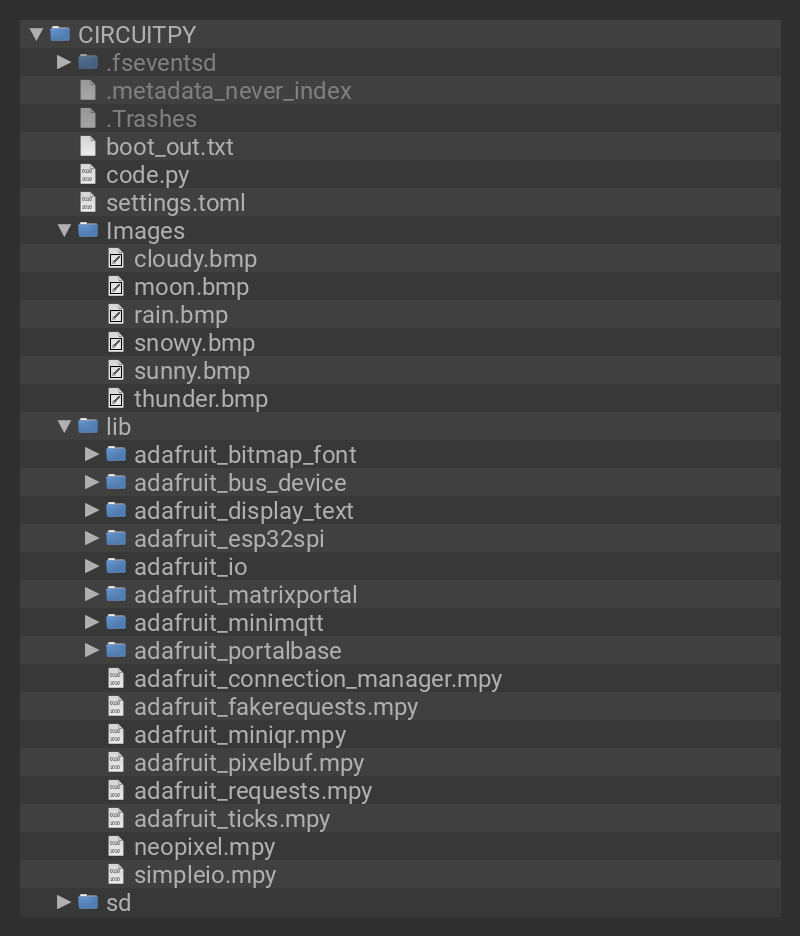 CIRCUITPY
.fseventsd
.metadata_never_index
.Trashes
boot_out.txt
code.py
settings.toml
Images
cloudy.bmp
moon.bmp
rain.bmp
snowy.bmp
sunny.bmp
thunder.bmp
lib
adafruit_bitmap_font
adafruit_bus_device
adafruit_display_text
adafruit_esp32spi
adafruit_io
adafruit_matrixportal
adafruit_minimqtt
adafruit_portalbase
adafruit_connection_manager.mpy
adafruit_fakerequests.mpy
adafruit_miniqr.mpy
adafruit_pixelbuf.mpy
adafruit_requests.mpy
adafruit_ticks.mpy
neopixel.mpy
simpleio.mpy
sd